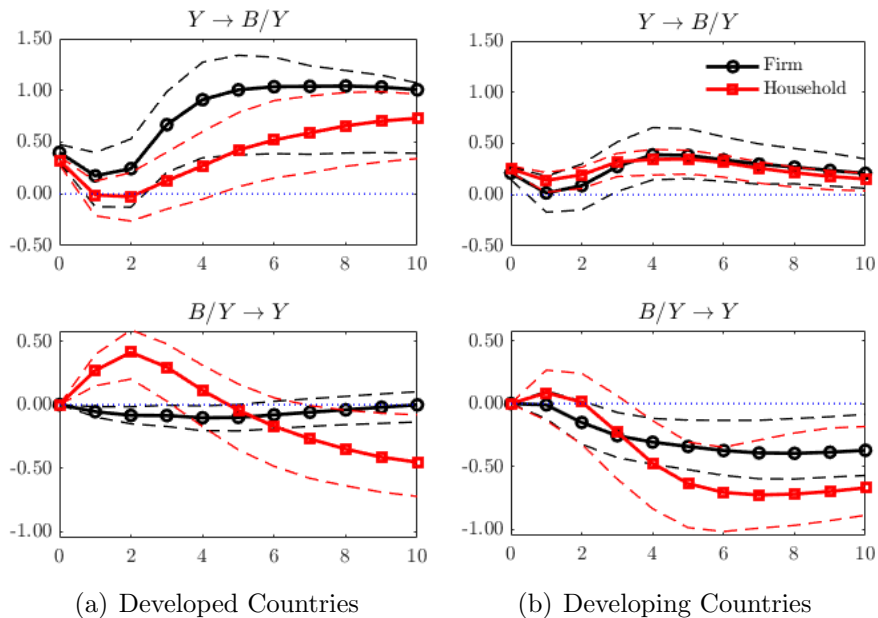 Y → B/Y
1.50
1.00
0.50
0.00
-0.50
0 2 4 6 8 10
Y → B/Y
Firm
Household
1.50
1.00
0.50
0.00
-0.50
0 2 4 6 8 10
B/Y → Y
0.50
0.00
-0.50
-1.00
0 2 4 6 8 10
B/Y → Y
0.50
0.00
-0.50
-1.00
0 2 4 6 8 10
(a) Developed Countries
(b) Developing Countries